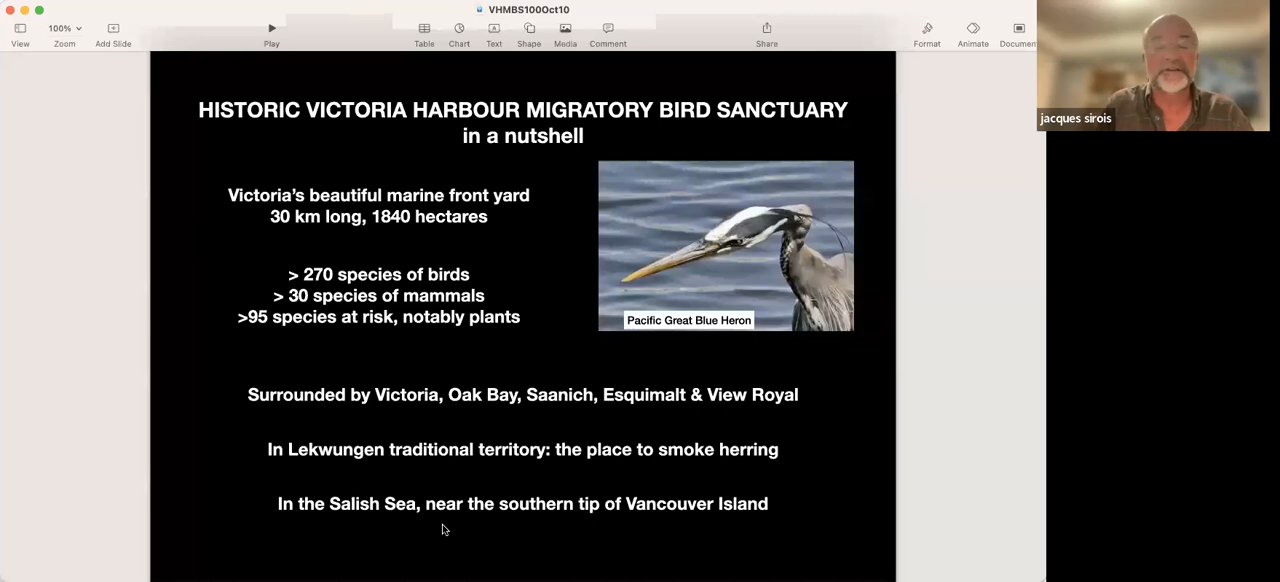 VHMBS100Oct10
100%
View
Zoom
Add Slide
Play
Table
Chart
Text
Shape
Media
Comment
Share
Format
Animate
Documen
jacques sirois
HISTORIC VICTORIA HARBOUR MIGRATORY BIRD SANCTUARY
in a nutshell
Victoria's beautiful marine front yard
30 km long, 1840 hectares
> 270 species of birds
> 30 species of mammals
>95 species at risk, notably plants
Pacific Great Blue Heron
Surrounded by Victoria, Oak Bay, Saanich, Esquimalt & View Royal
In Lekwungen traditional territory: the place to smoke herring
In the Salish Sea, near the southern tip of Vancouver Island